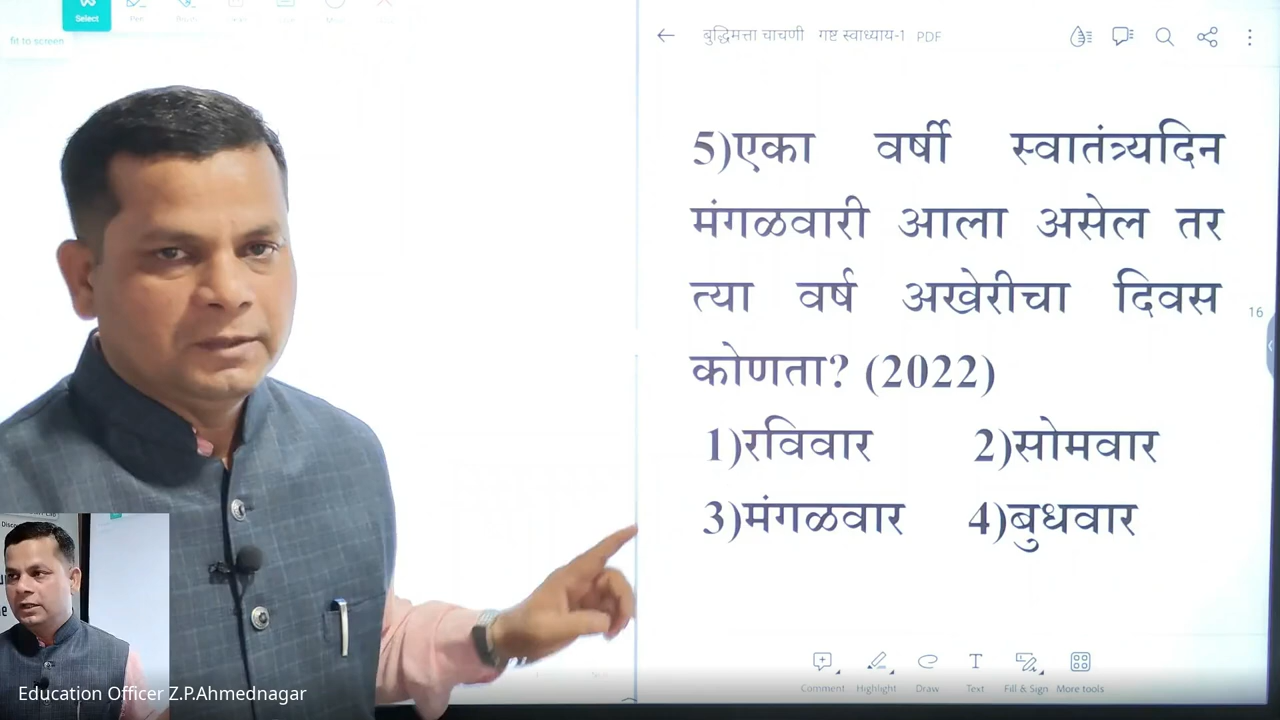 Select
fit to screen
बुद्धिमत्ता चाचणी गष्ट स्वाध्याय-1 PDF
5)एका वर्षी स्वातंत्र्यदिन
मंगळवारी आला असेल तर
त्या वर्ष अखेरीचा दिवस
कोणता? (2022)
1)रविवार 2)सोमवार
3)मंगळवार 4)बुधवार
16
Comment Highlight Draw Text Fill & Sign More tools
Education Officer Z.P.Ahmednagar